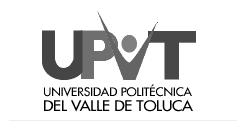 UPVT
UNIVERSIDAD POLITÉCNICA
DEL VALLE DE TOLUCA